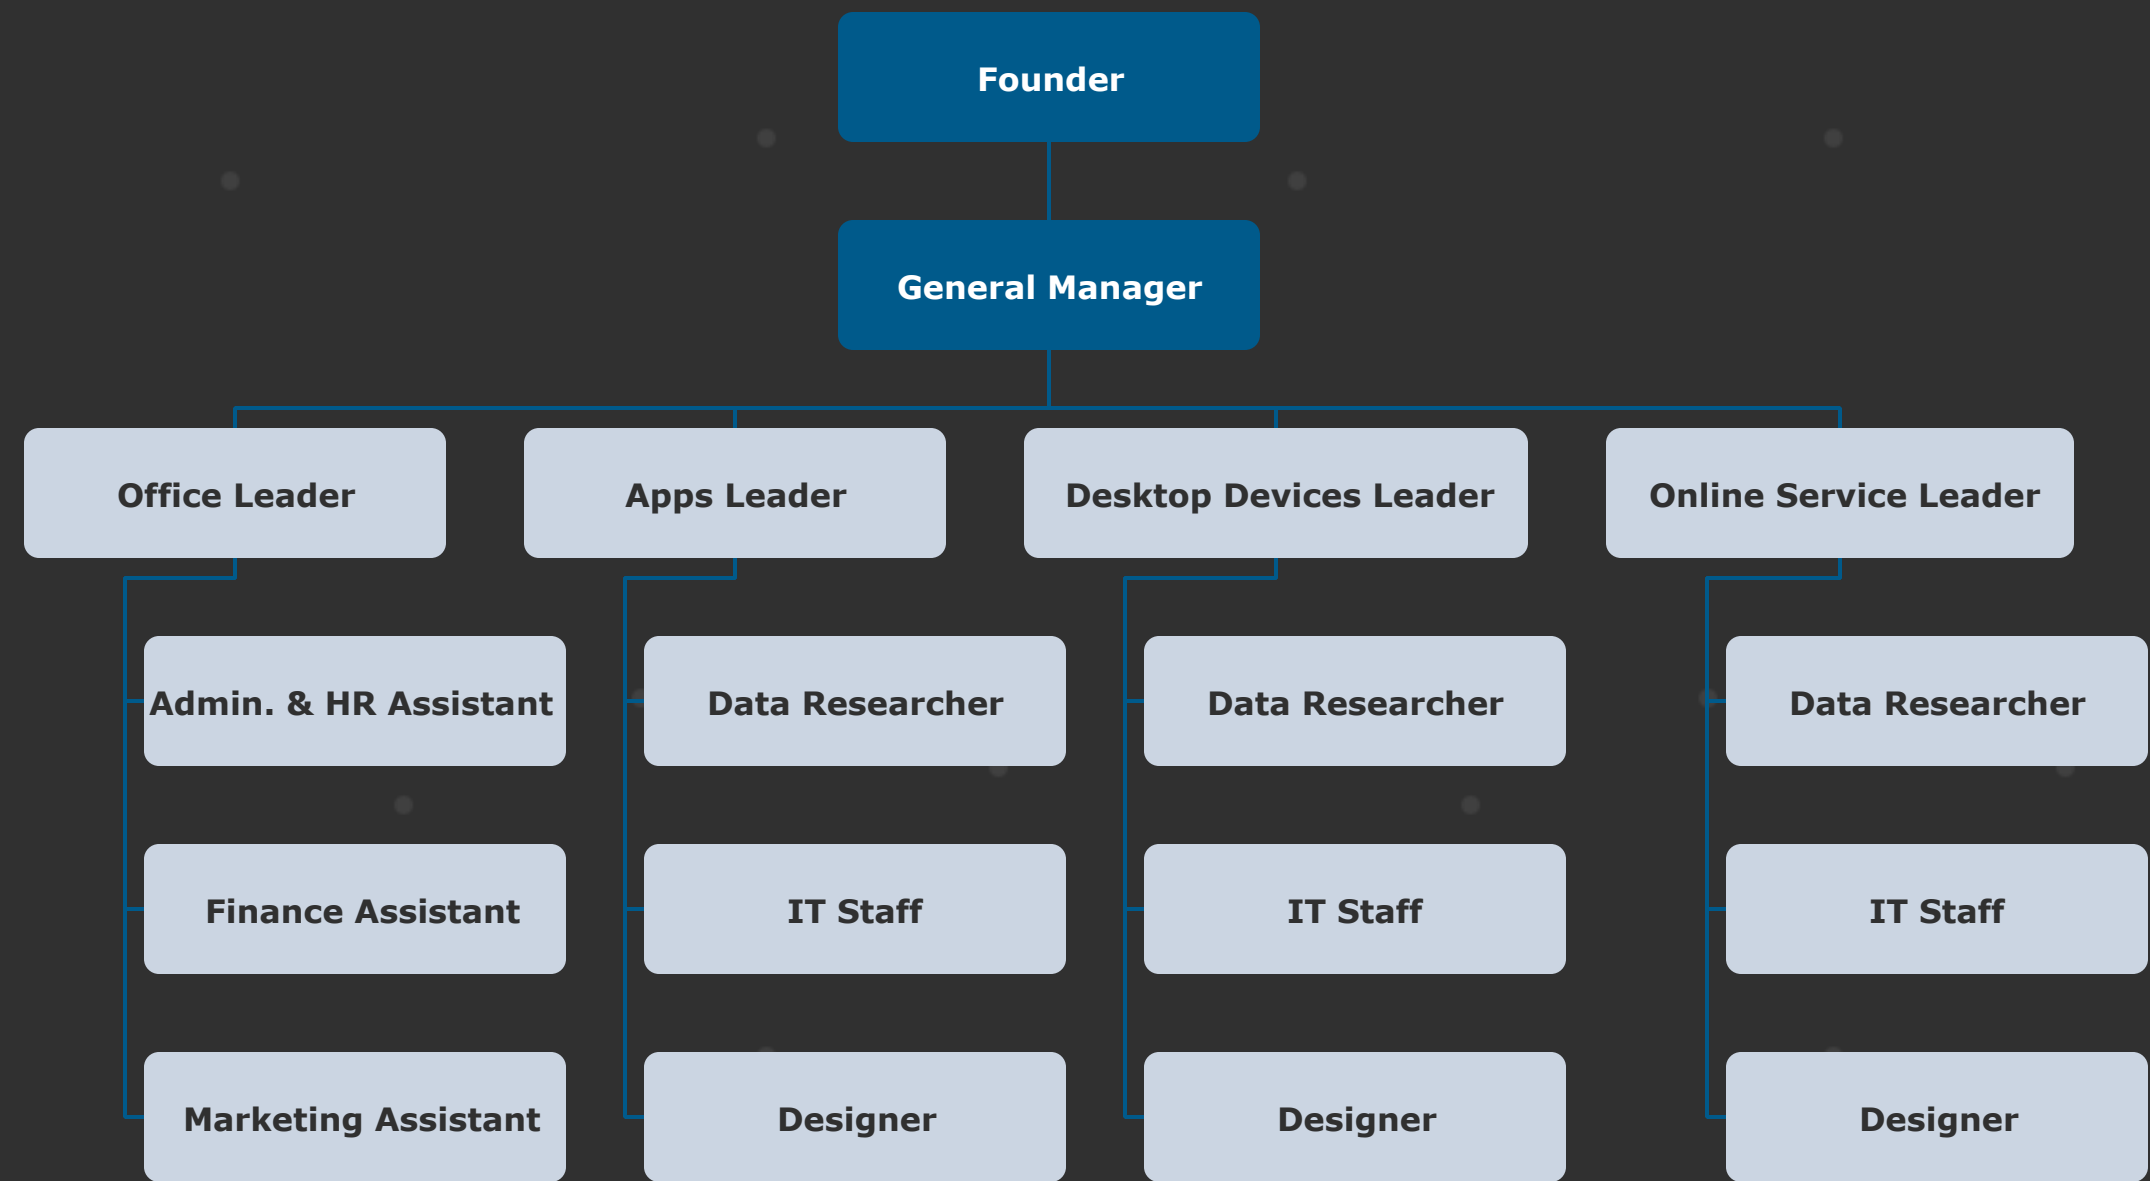 Founder
General Manager
Office Leader
Apps Leader
Desktop Devices Leader
Online Service Leader
Admin. & HR Assistant
Data Researcher
Data Researcher
Data Researcher
Finance Assistant
IT Staff
IT Staff
IT Staff
Marketing Assistant
Designer
Designer
Designer